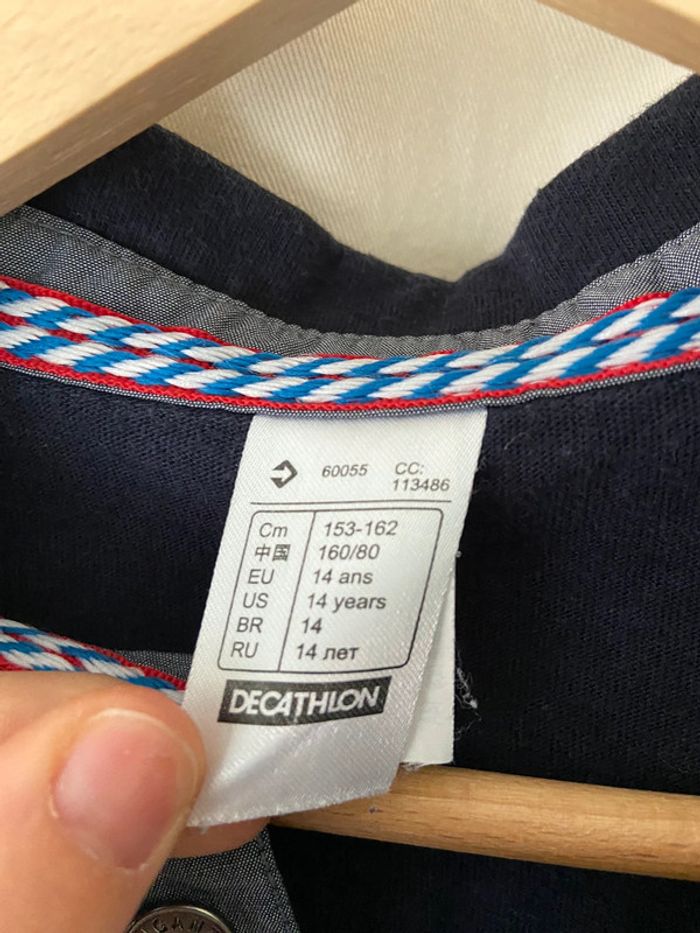 60055 CC:
113486
Cm 153-162
中国 160/80
EU 14 ans
US 14 years
BR 14
RU 14 лет
DECATHLON